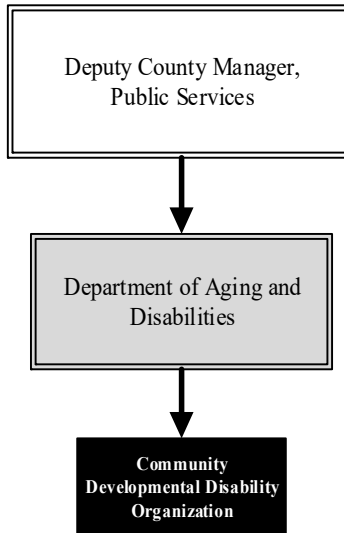 Deputy County Manager,
Public Services
Department of Aging and
Disabilities
Community
Developmental Disability
Organization